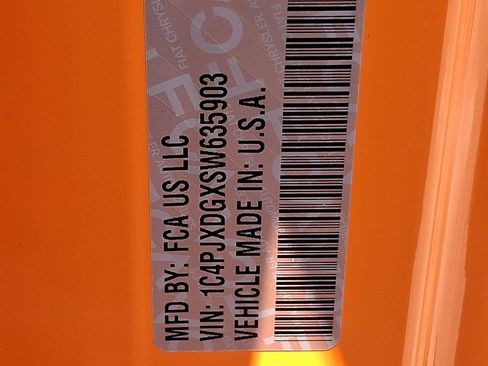 MFD BY: FCA US LLC
VIN: 1C4PJXDGXSW635903
VEHICLE MADE IN: U.S.A.